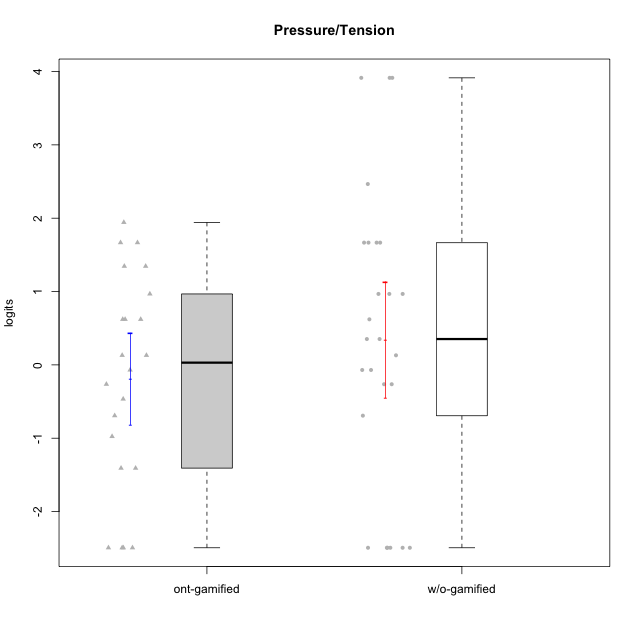 Pressure/Tension
logits
4
3
2
1
0
-1
-2
ont-gamified
w/o-gamified